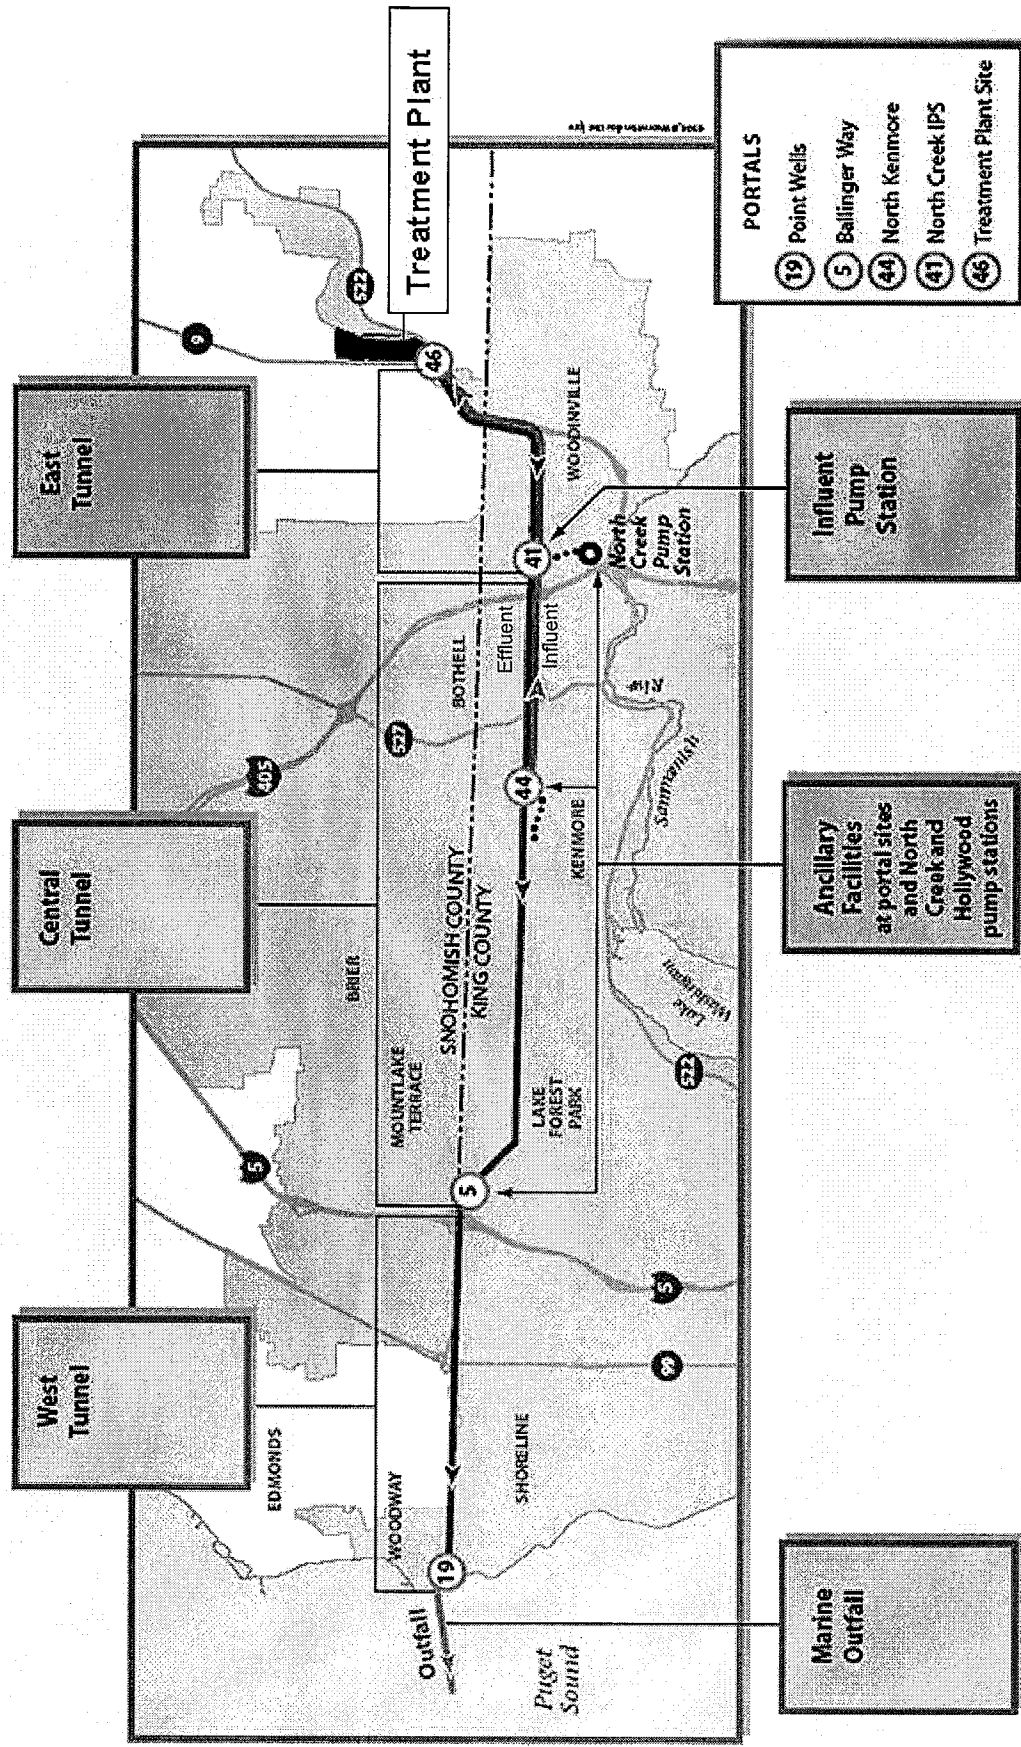 West
Tunnel
Central
Tunnel
East
Tunnel
Treatment Plant
EDMONDS
WOODWAY
SHORELINE
MOUNTLAKE
TERRACE
BRIER
SNOHOMISH COUNTY
KING COUNTY
LAKE
FOREST
PARK
KENMORE
BOTHELL
WOODINVILLE
Effluent
Influent
North
Creek
Pump
Station
Outfall
Puget
Sound
Lake
Washington
Sammamish
River
5
5
99
405
527
522
522
9
19
5
44
41
46
Marine
Outfall
Ancillary
Facilities
at portal sites
and North
Creek and
Hollywood
pump stations
Influent
Pump
Station
PORTALS
19 Point Wells
5 Ballinger Way
44 North Kenmore
41 North Creek IPS
46 Treatment Plant Site